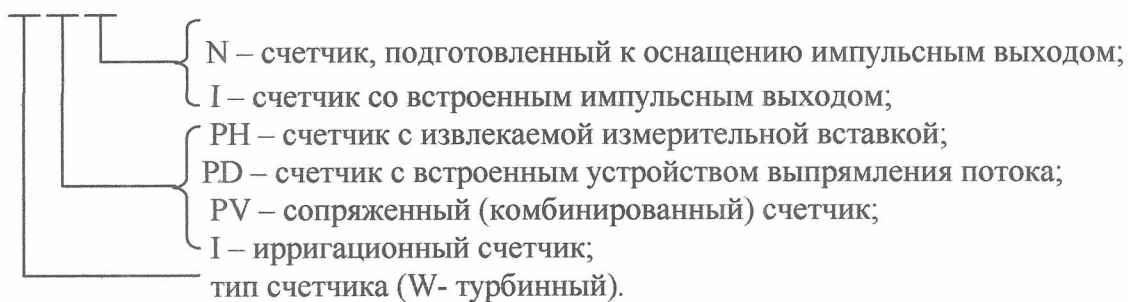 N – счетчик, подготовленный к оснащению импульсным выходом;
I – счетчик со встроенным импульсным выходом;
PH – счетчик с извлекаемой измерительной вставкой;
PD – счетчик с встроенным устройством выпрямления потока;
PV – сопряженный (комбинированный) счетчик;
I – ирригационный счетчик;
тип счетчика (W- турбинный).